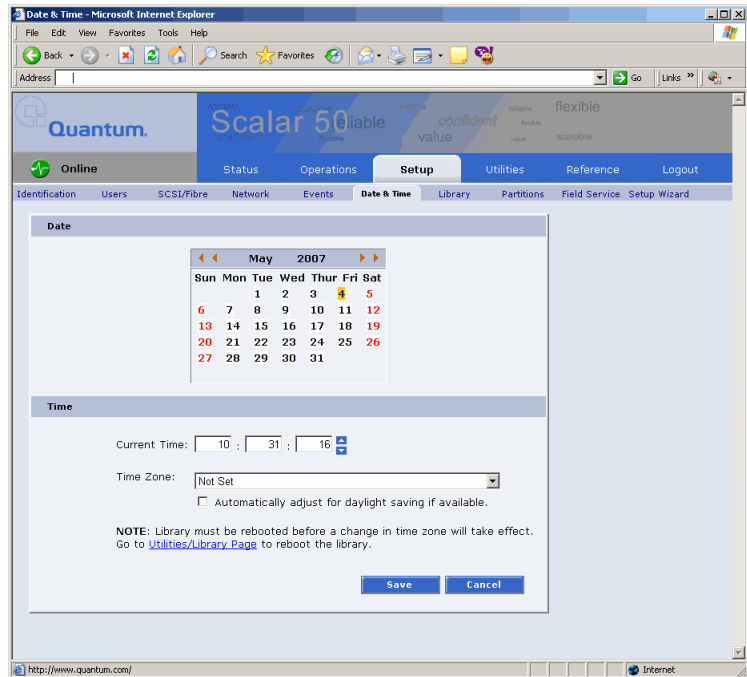 Date & Time - Microsoft Internet Explorer
File Edit View Favorites Tools Help
Back Search Favorites
Address Go Links »
Quantum.
Scalar 50
reliable value confident flexible
value scalable
Online Status Operations Setup Utilities Reference Logout
Identification Users SCSI/Fibre Network Events Date & Time Library Partitions Field Service Setup Wizard
Date
May 2007
Sun Mon Tue Wed Thur Fri Sat
1 2 3 4 5
6 7 8 9 10 11 12
13 14 15 16 17 18 19
20 21 22 23 24 25 26
27 28 29 30 31
Time
Current Time: 10 : 31 : 16
Time Zone: Not Set
Automatically adjust for daylight saving if available.
NOTE: Library must be rebooted before a change in time zone will take effect.
Go to Utilities/Library Page to reboot the library.
Save Cancel
http://www.quantum.com/ Internet